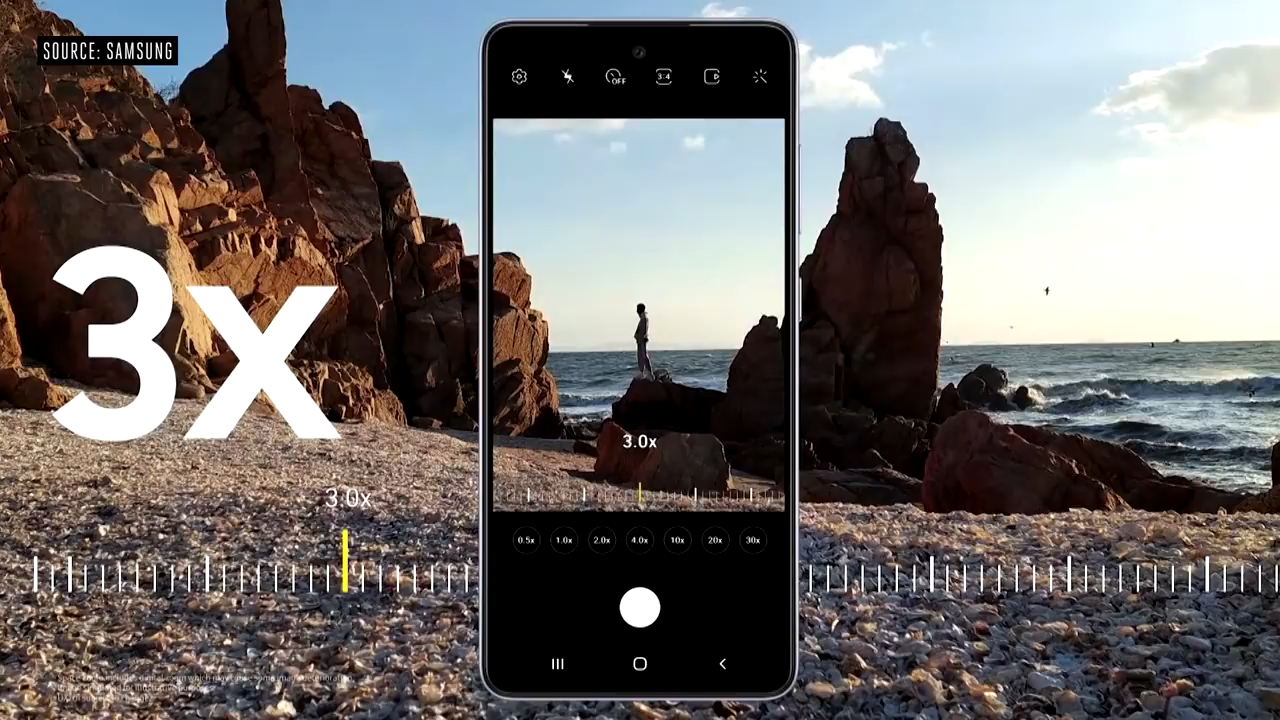 SOURCE: SAMSUNG
OFF
3:4
3x
3.0x
3.0x
0.5x 1.0x 2.0x 4.0x 10x 20x 30x